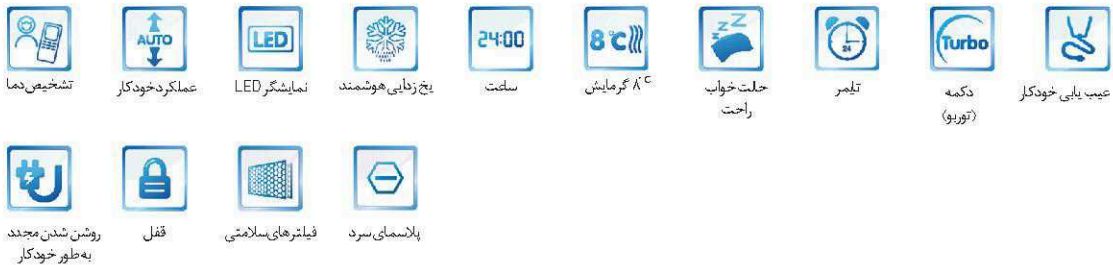 AUTO
LED
24:00
8°C
zZZ
24
Turbo
تشخیص دما
عملکرد خودکار
نمایشگر LED
یخ زدایی هوشمند
ساعت
۸°C گرمایش
حالت خواب
راحت
تایمر
دکمه
(توربو)
عیب یابی خودکار
روشن شدن مجدد
به طور خودکار
قفل
فیلترهای سلامتی
پلاسمای سرد